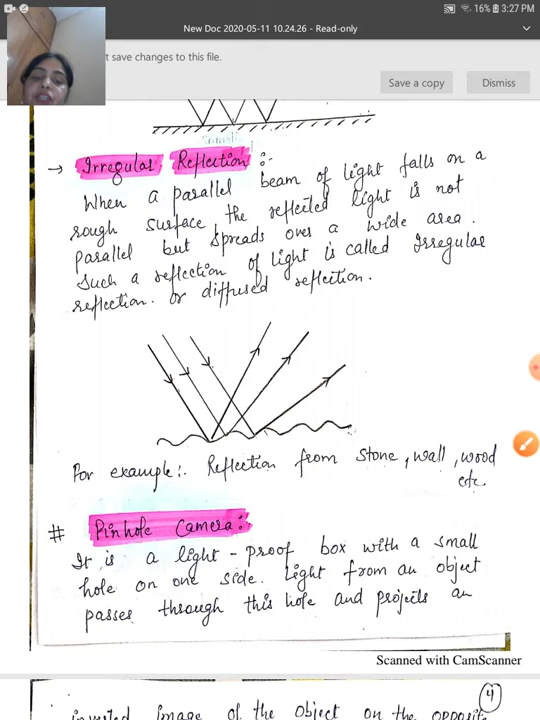 16% 3:27 PM
New Doc 2020-05-11 10.24.26 - Read-only
t save changes to this file.
Save a copy
Dismiss
→ Irregular Reflection :-
When a parallel beam of light falls on a
rough surface, the reflected light is not
parallel but spreads over a wide area.
Such a reflection of light is called Irregular
reflection. or diffused reflection.
For example:. Reflection from Stone, wall, wood
etc.
# Pinhole Camera:-
It is a light - proof box with a small
hole on one side. Light from an object
passes through this hole and projects an
Scanned with CamScanner
4
inverted image of the object on the opposite